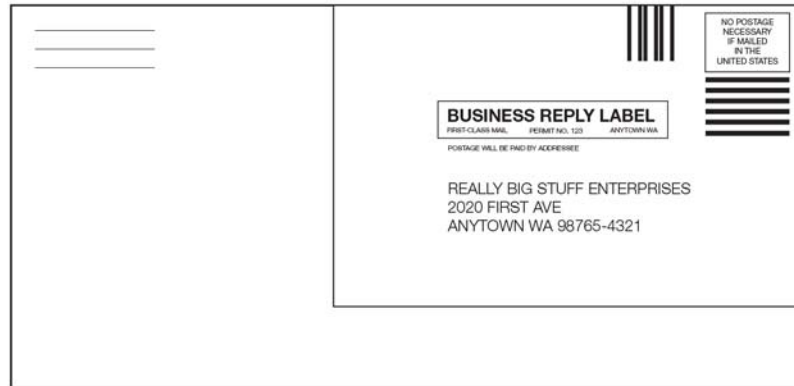 NO POSTAGE
NECESSARY
IF MAILED
IN THE
UNITED STATES
BUSINESS REPLY LABEL
FIRST-CLASS MAIL PERMIT NO. 123 ANYTOWN WA
POSTAGE WILL BE PAID BY ADDRESSEE
REALLY BIG STUFF ENTERPRISES
2020 FIRST AVE
ANYTOWN WA 98765-4321